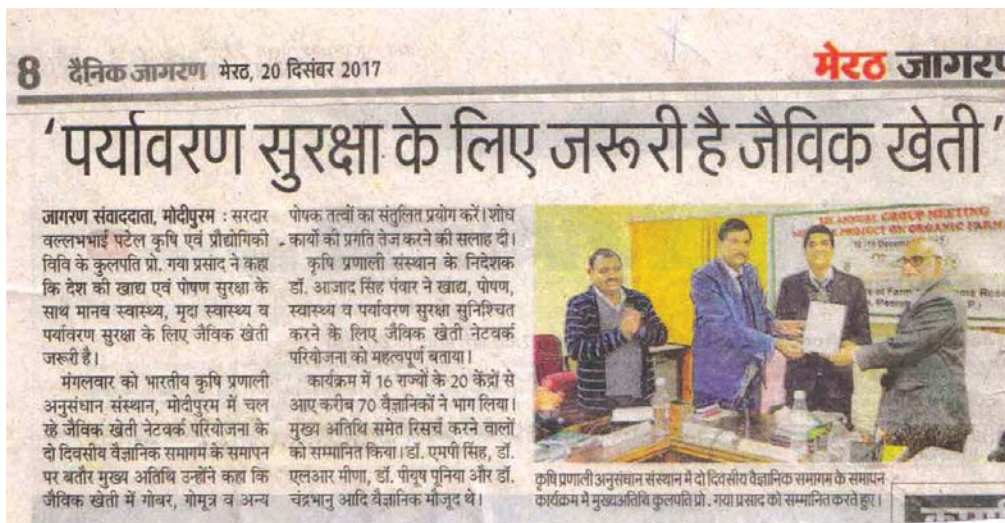 8 दैनिक जागरण मेरठ, 20 दिसंबर 2017
मेरठ जागरण
'पर्यावरण सुरक्षा के लिए जरूरी है जैविक खेती'
जागरण संवाददाता, मोदीपुरम : सरदार
वल्लभभाई पटेल कृषि एवं प्रौद्योगिकी
विवि के कुलपति प्रो. गया प्रसाद ने कहा
कि देश की खाद्य एवं पोषण सुरक्षा के
साथ मानव स्वास्थ्य, मृदा स्वास्थ्य व
पर्यावरण सुरक्षा के लिए जैविक खेती
जरूरी है।
मंगलवार को भारतीय कृषि प्रणाली
अनुसंधान संस्थान, मोदीपुरम में चल
रहे जैविक खेती नेटवर्क परियोजना के
दो दिवसीय वैज्ञानिक समागम के समापन
पर बतौर मुख्य अतिथि उन्होंने कहा कि
जैविक खेती में गोबर, गोमूत्र व अन्य
पोषक तत्वों का संतुलित प्रयोग करें। शोध
कार्यो की प्रगति तेज करने की सलाह दी।
कृषि प्रणाली संस्थान के निदेशक
डॉ. आजाद सिंह पंवार ने खाद्य, पोषण,
स्वास्थ्य व पर्यावरण सुरक्षा सुनिश्चित
करने के लिए जैविक खेती नेटवर्क
परियोजना को महत्वपूर्ण बताया।
कार्यक्रम में 16 राज्यों के 20 केंद्रों से
आए करीब 70 वैज्ञानिकों ने भाग लिया।
मुख्य अतिथि समेत रिसर्च करने वालों
को सम्मानित किया। डॉ. एमपी सिंह, डॉ.
एलआर मीणा, डॉ. पीयूष पूनिया और डॉ.
चंद्रभानु आदि वैज्ञानिक मौजूद थे।
ANNUAL GROUP MEETING
PROJECT ON ORGANIC FARM
कृषि प्रणाली अनुसंधान संस्थान में दो दिवसीय वैज्ञानिक समागम के समापन
कार्यक्रम में मुख्यअतिथि कुलपति प्रो. गया प्रसाद को सम्मानित करते हुए।